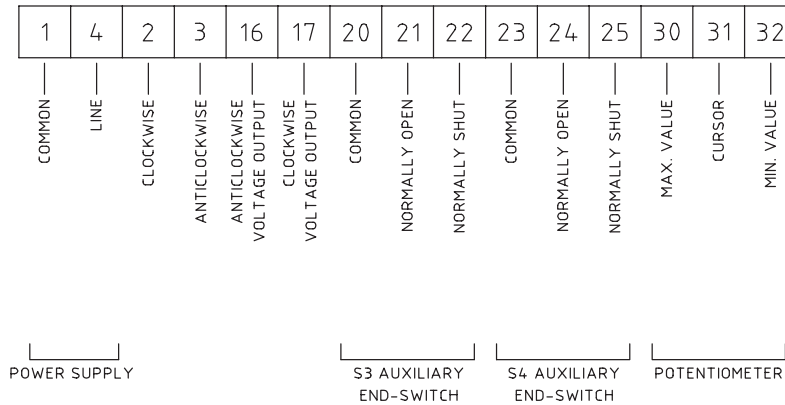 1 4 2 3 16 17 20 21 22 23 24 25 30 31 32
COMMON
LINE
CLOCKWISE
ANTICLOCKWISE
ANTICLOCKWISE
VOLTAGE OUTPUT
CLOCKWISE
VOLTAGE OUTPUT
COMMON
NORMALLY OPEN
NORMALLY SHUT
COMMON
NORMALLY OPEN
NORMALLY SHUT
MAX. VALUE
CURSOR
MIN. VALUE
POWER SUPPLY
S3 AUXILIARY
END-SWITCH
S4 AUXILIARY
END-SWITCH
POTENTIOMETER